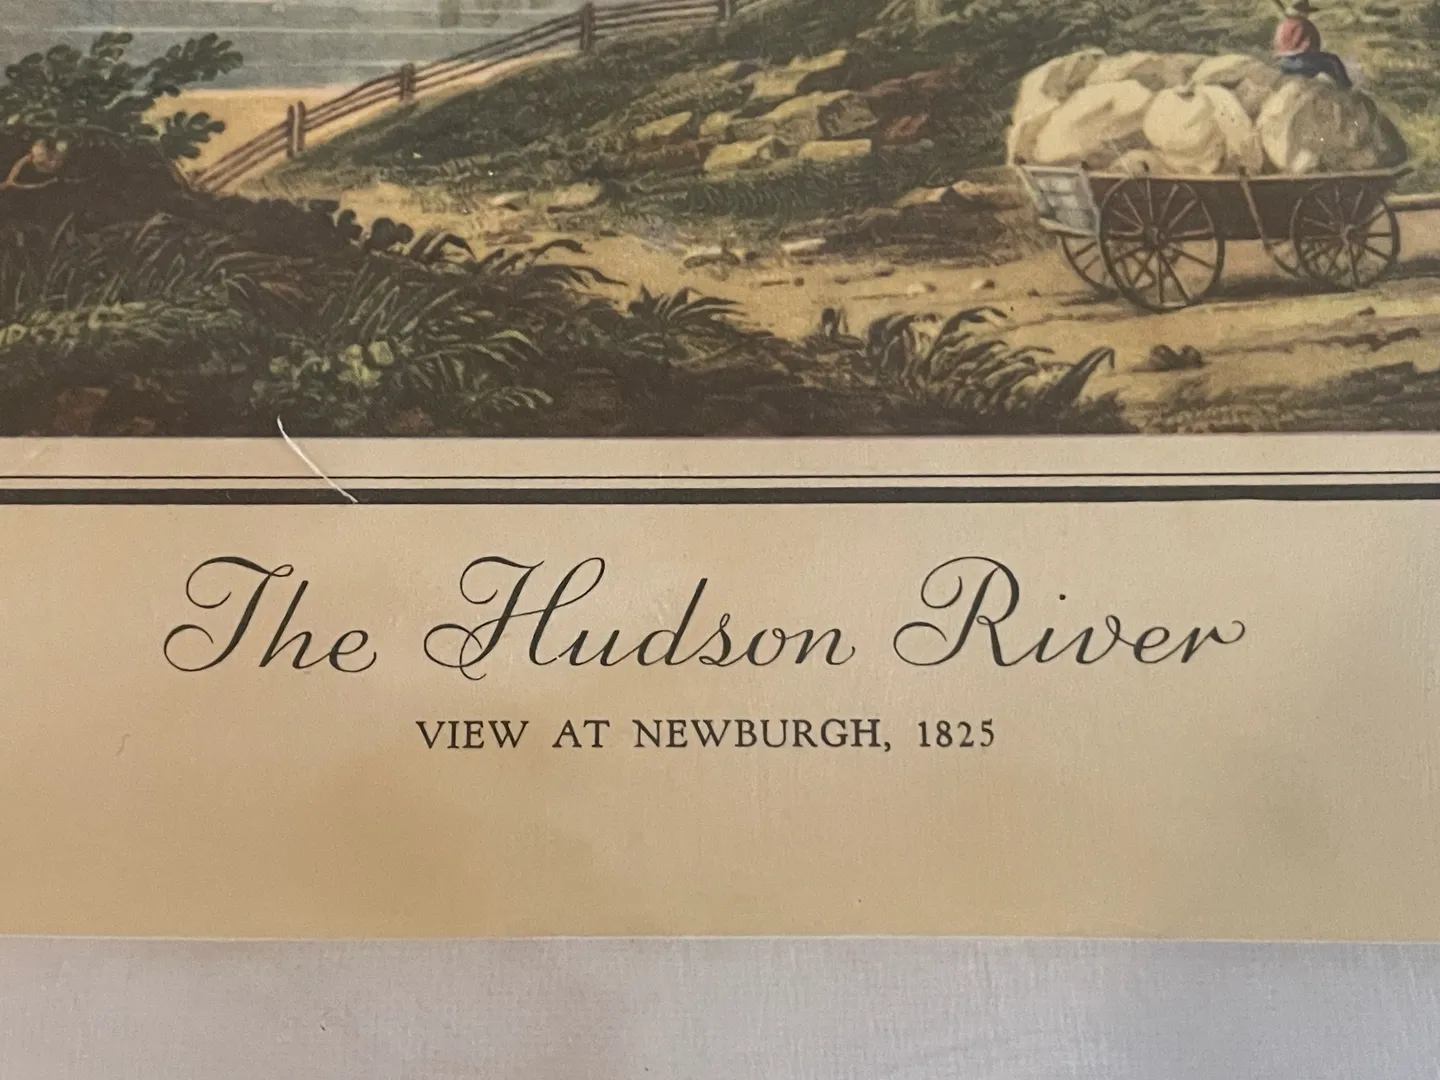 The Hudson River
VIEW AT NEWBURGH, 1825